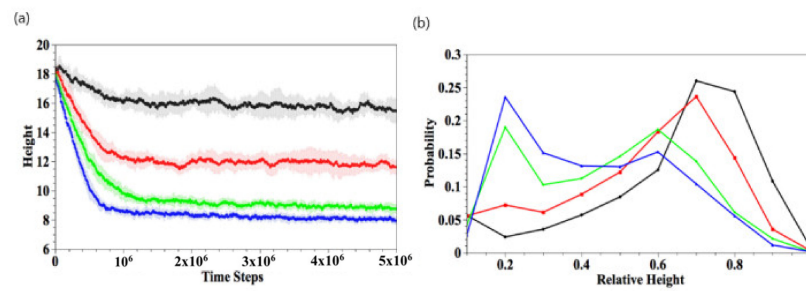 (a)
(b)
20
18
16
14
12
10
8
6
Height
0
10⁶
2x10⁶
3x10⁶
4x10⁶
5x10⁶
Time Steps
0.3
0.25
0.2
0.15
0.1
0.05
0
Probability
0.2
0.4
0.6
0.8
Relative Height